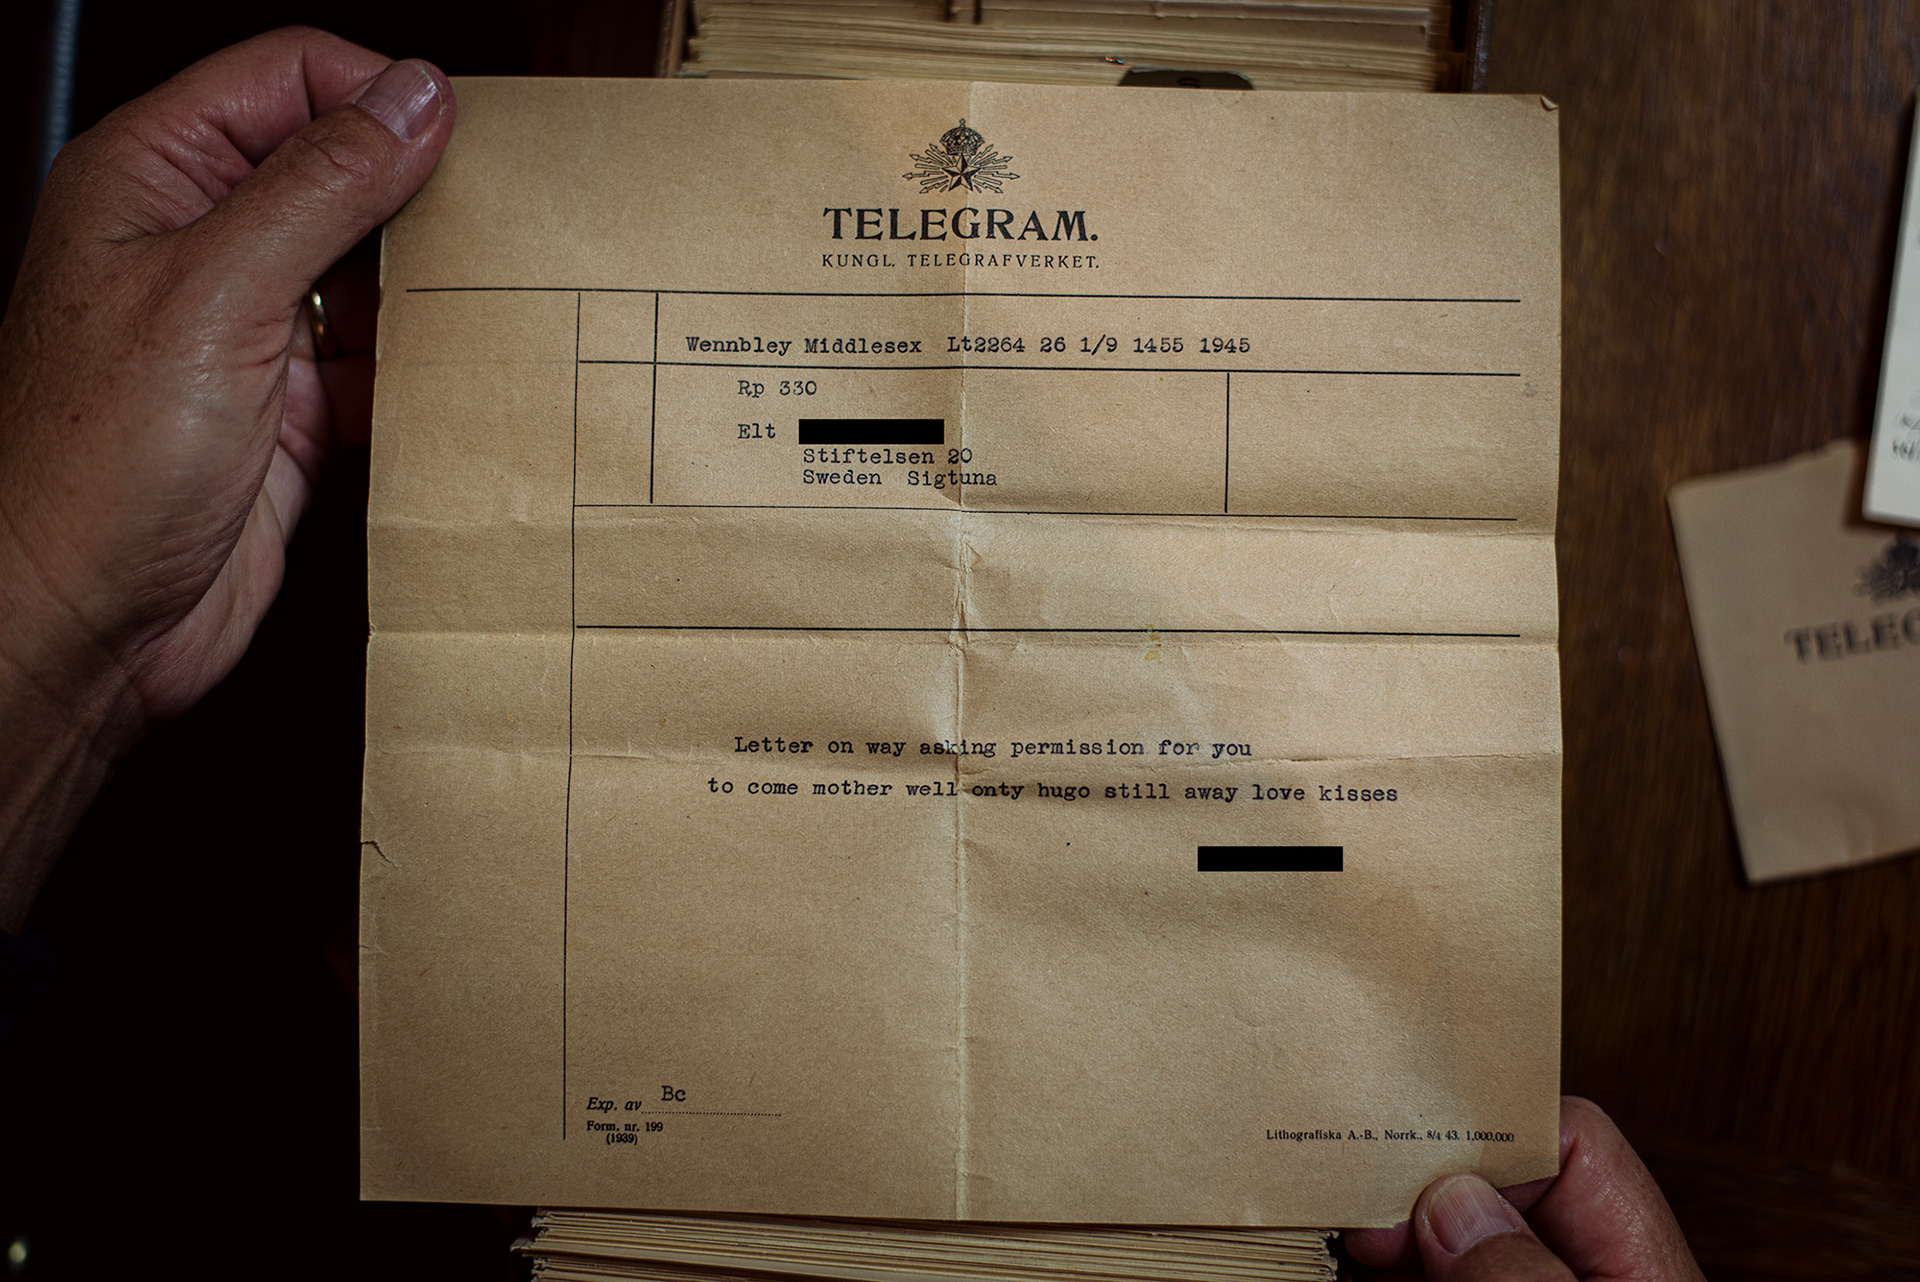 TELEGRAM.
KUNGL. TELEGRAFVERKET.
Wennbley Middlesex Lt2264 26 1/9 1455 1945
Rp 330
Elt
Stiftelsen 20
Sweden Sigtuna
Letter on way asking permission for you
to come mother well onty hugo still away love kisses
Exp. av Bc
Form. nr. 199
(1939)
Lithografiska A.-B., Norrk., 8/4 43. 1,000,000
S
TELEG